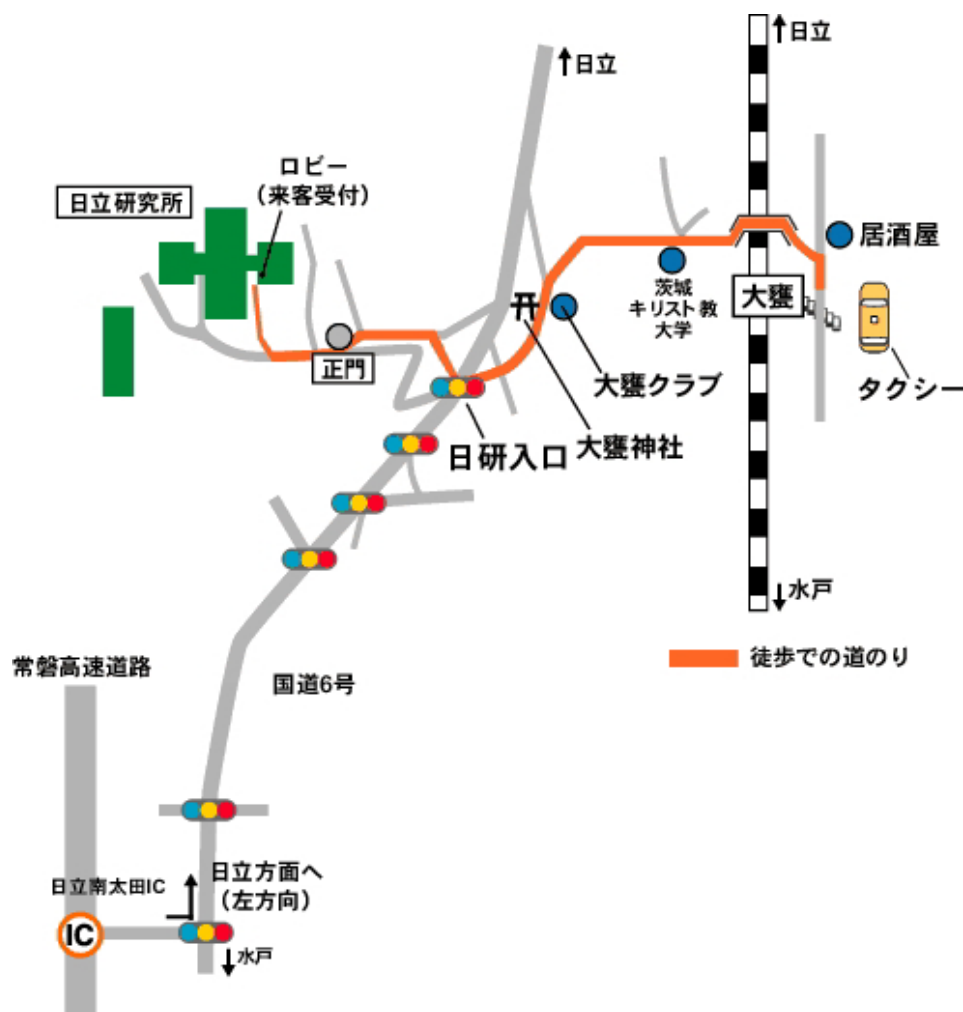 日立
日立
ロビー
（来客受付）
日立研究所
居酒屋
茨城
キリスト教
大学
大甕
正門
大甕クラブ
タクシー
日研入口
大甕神社
水戸
徒歩での道のり
常磐高速道路
国道6号
日立南太田IC
日立方面へ
（左方向）
IC
水戸